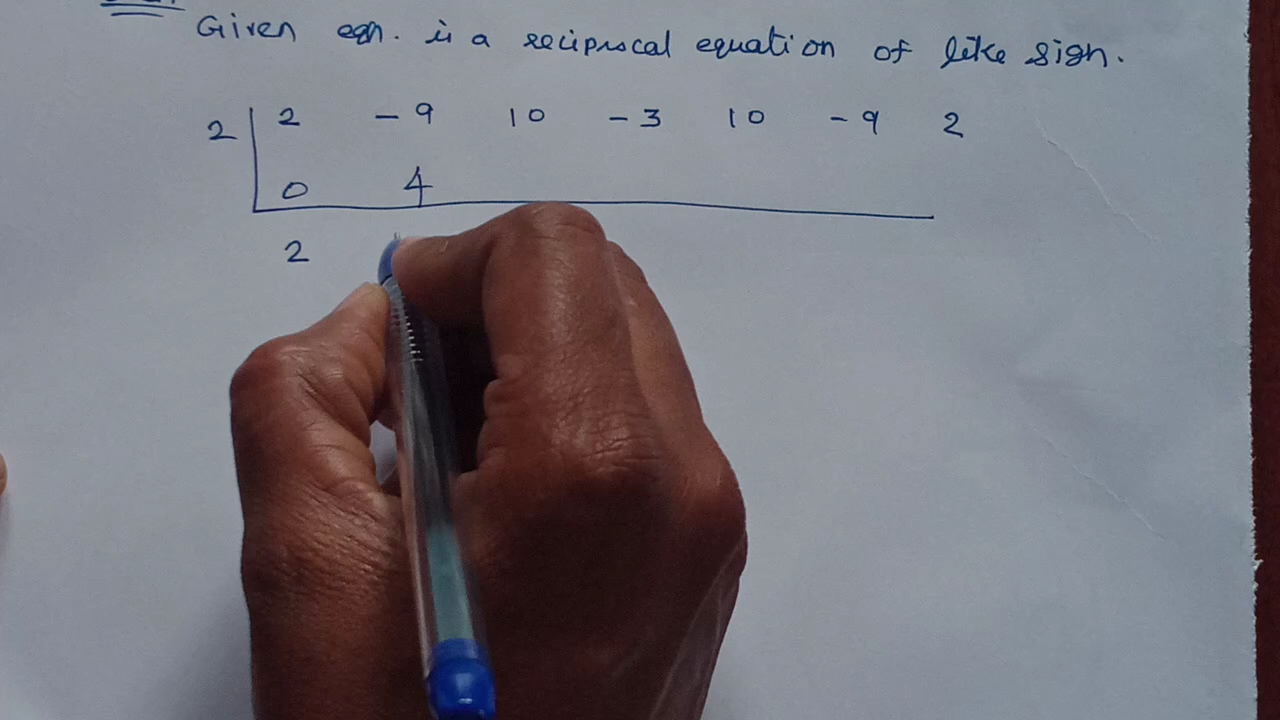 Given eqn. is a reciprocal equation of like sign.
2 2 - 9 10 - 3 10 - 9 2
0 4
2